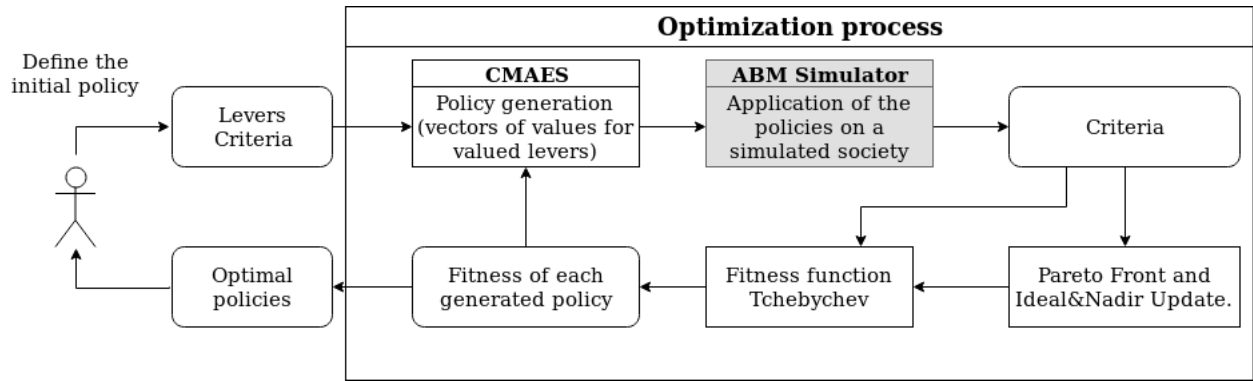 Optimization process
Define the
initial policy
Levers
Criteria
CMAES
Policy generation
(vectors of values for
valued levers)
ABM Simulator
Application of the
policies on a
simulated society
Criteria
Optimal
policies
Fitness of each
generated policy
Fitness function
Tchebychev
Pareto Front and
Ideal&Nadir Update.